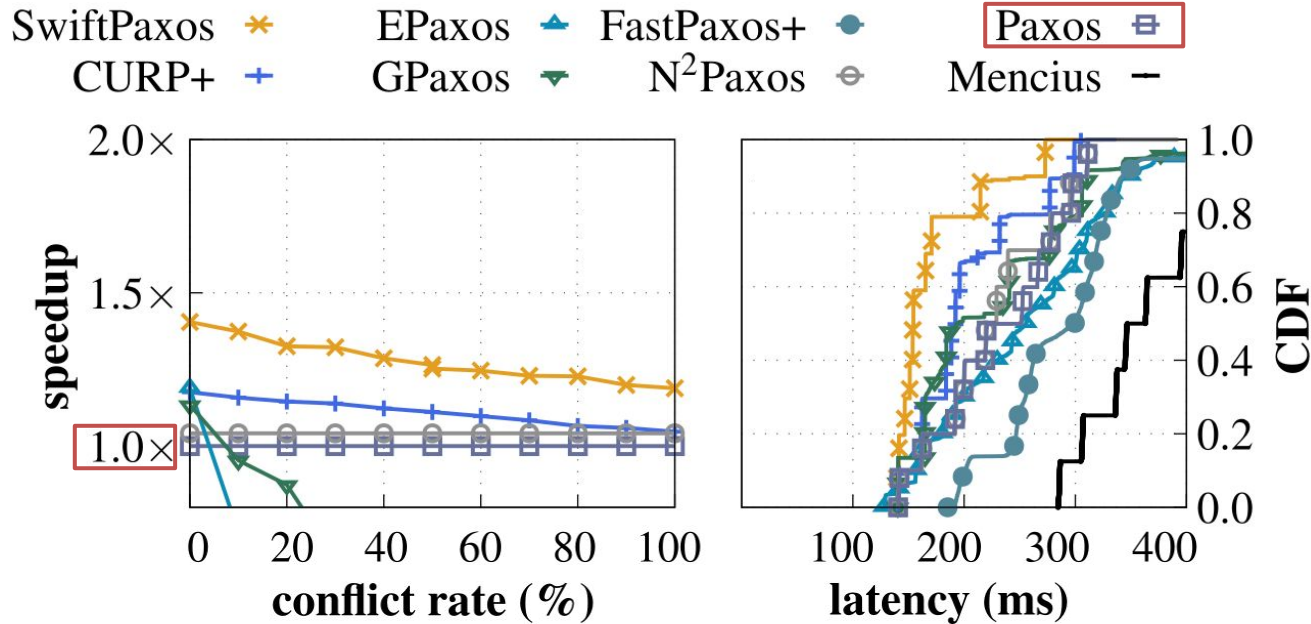 SwiftPaxos EPaxos FastPaxos+ Paxos
CURP+ GPaxos N²Paxos Mencius
2.0×
1.5×
1.0×
speedup
0 20 40 60 80 100
conflict rate (%)
1.0
0.8
0.6
0.4
0.2
0.0
CDF
100 200 300 400
latency (ms)